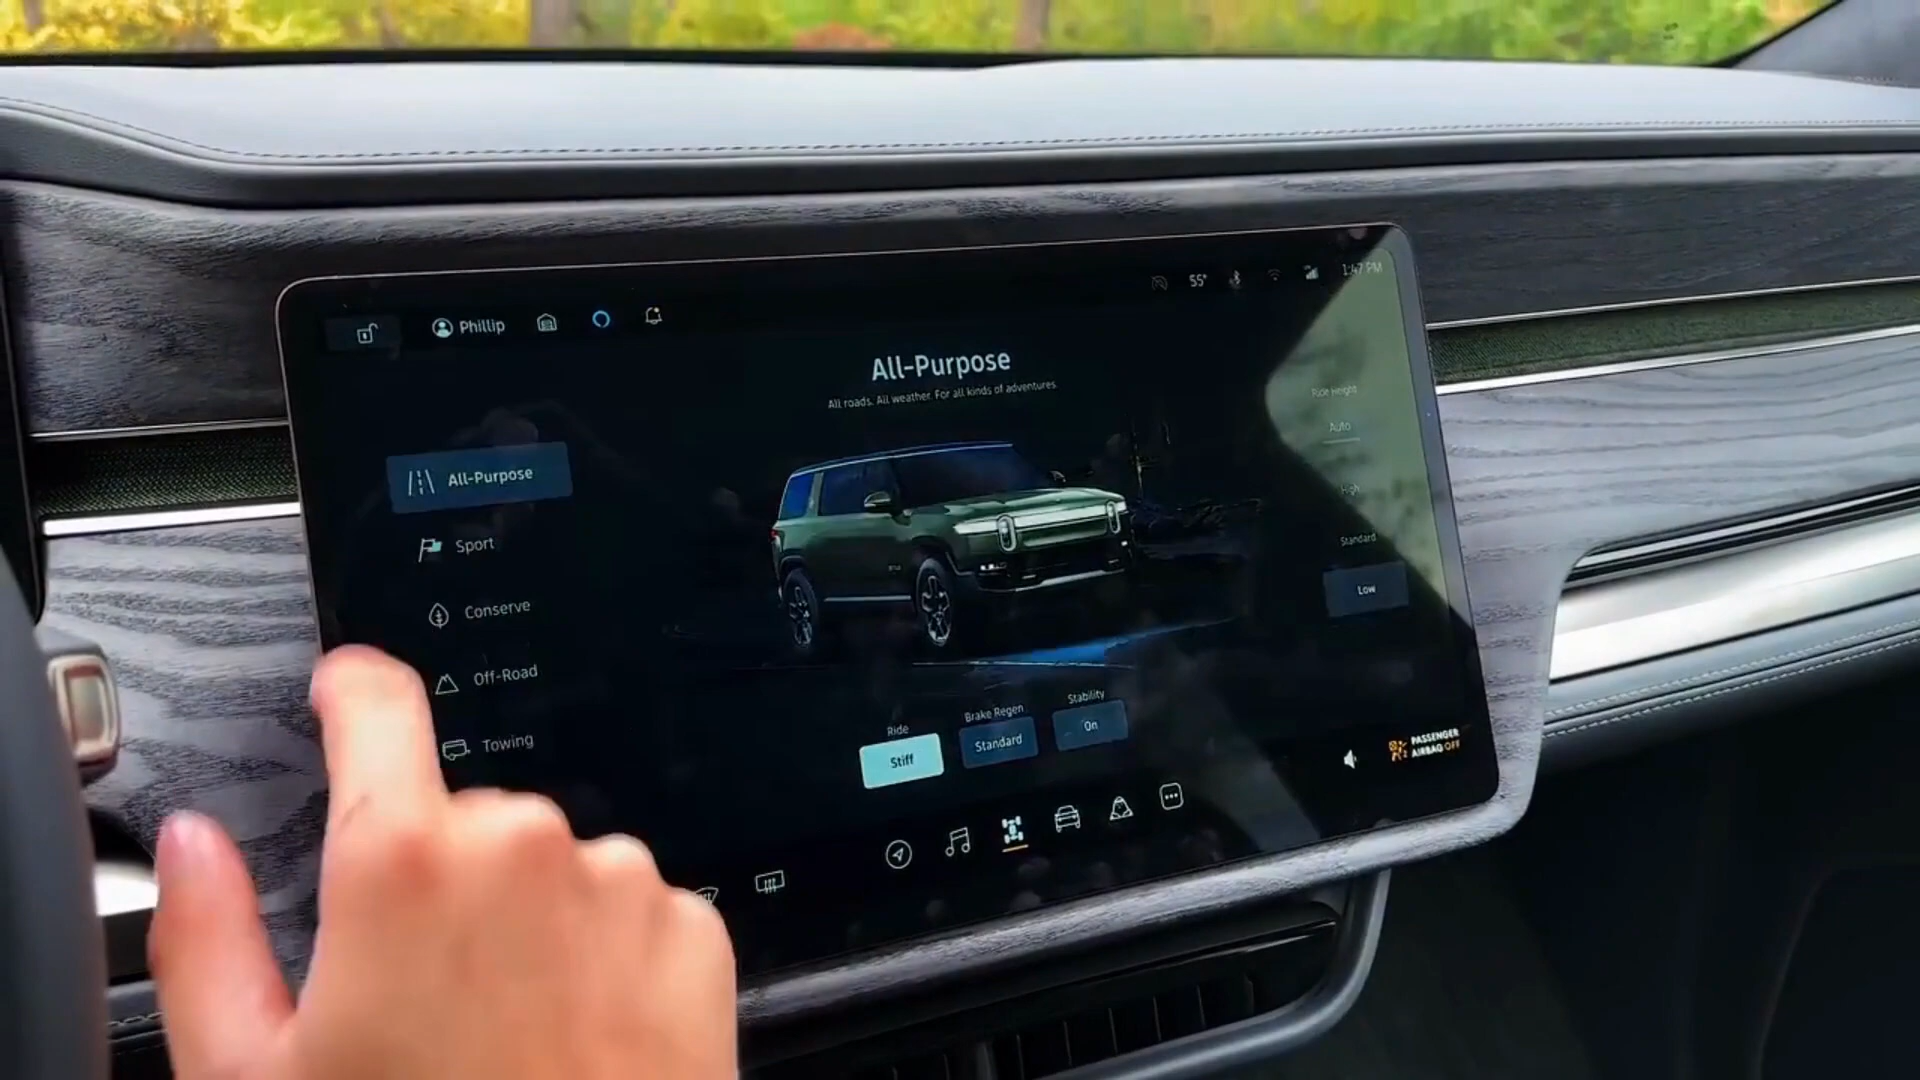 Phillip
55°
1:47 PM
All-Purpose
All roads. All weather. For all kinds of adventures.
All-Purpose
Sport
Conserve
Off-Road
Towing
Ride Height
Auto
High
Standard
Low
Ride
Stiff
Brake Regen
Standard
Stability
On
PASSENGER
AIRBAG OFF